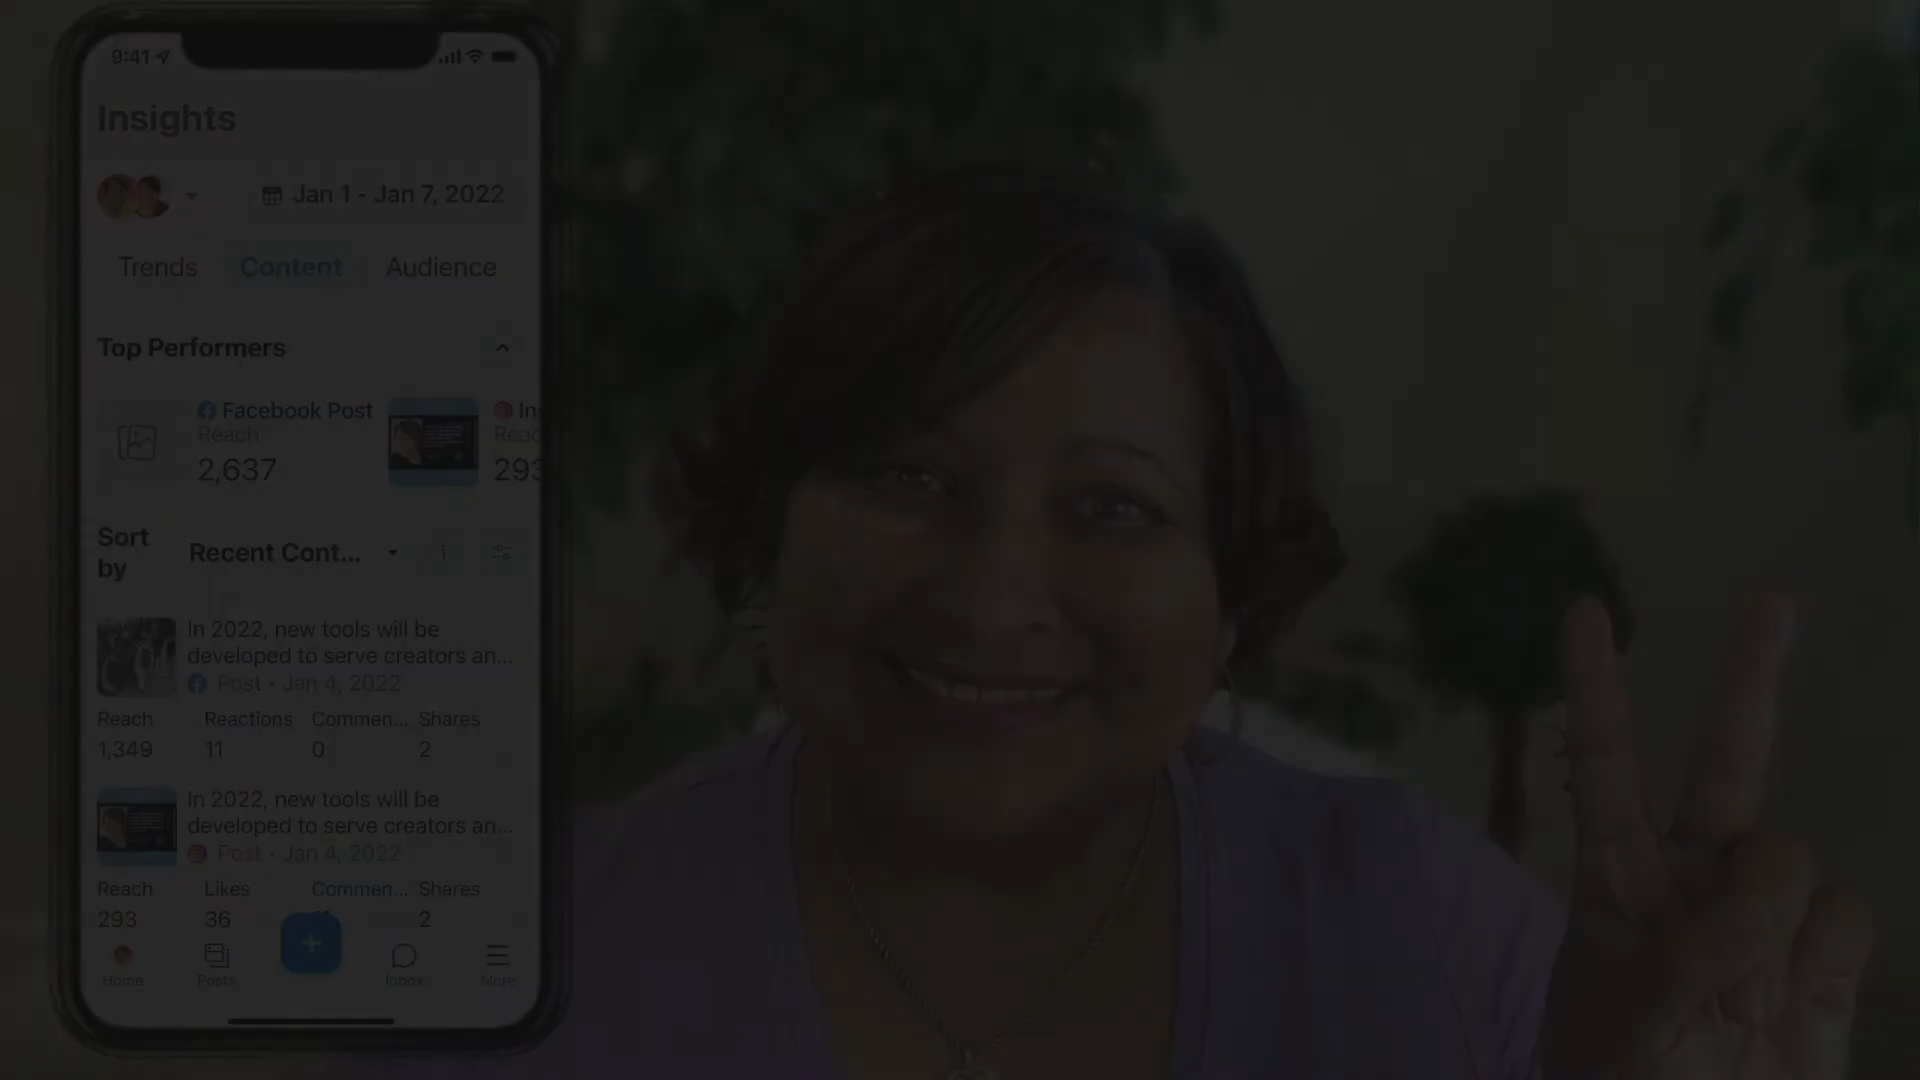 9:41
Insights
Jan 1 - Jan 7, 2022
Trends Content Audience
Top Performers
Facebook Post
Reach
2,637
In
Reac
293
Sort by
Recent Cont...
In 2022, new tools will be
developed to serve creators an...
Post • Jan 4, 2022
Reach Reactions Commen... Shares
1,349 11 0 2
In 2022, new tools will be
developed to serve creators an...
Post • Jan 4, 2022
Reach Likes Commen... Shares
293 36 2
Home Posts Inbox More